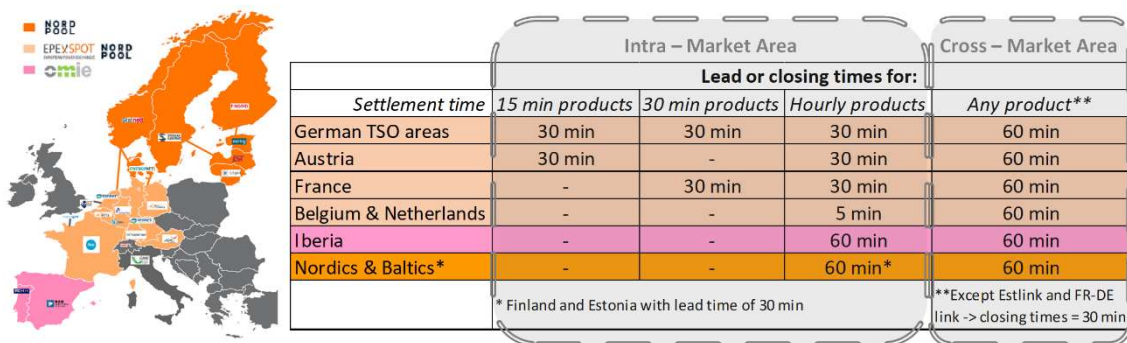 NORD
POOL
EPEXSPOT NORD
POOL
omie
Intra – Market Area Cross – Market Area
Lead or closing times for:
Settlement time 15 min products 30 min products Hourly products Any product**
German TSO areas 30 min 30 min 30 min 60 min
Austria 30 min - 30 min 60 min
France - 30 min 30 min 60 min
Belgium & Netherlands - - 5 min 60 min
Iberia - - 60 min 60 min
Nordics & Baltics* - - 60 min* 60 min
* Finland and Estonia with lead time of 30 min
**Except Estlink and FR-DE
link -> closing times = 30 min